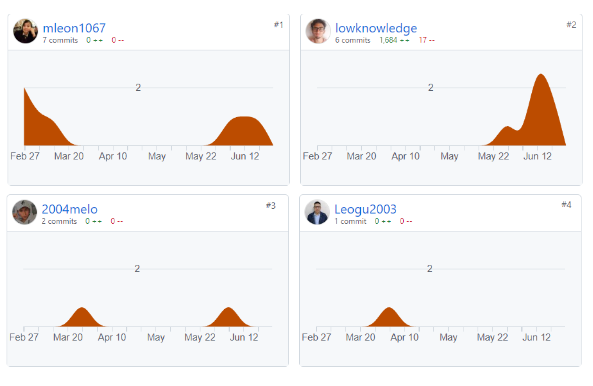 mleon1067
#1
7 commits 0 ++ 0 --
2
Feb 27 Mar 20 Apr 10 May May 22 Jun 12
lowknowledge
#2
6 commits 1,684 ++ 17 --
2
Feb 27 Mar 20 Apr 10 May May 22 Jun 12
2004melo
#3
2 commits 0 ++ 0 --
2
Feb 27 Mar 20 Apr 10 May May 22 Jun 12
Leogu2003
#4
1 commit 0 ++ 0 --
2
Feb 27 Mar 20 Apr 10 May May 22 Jun 12